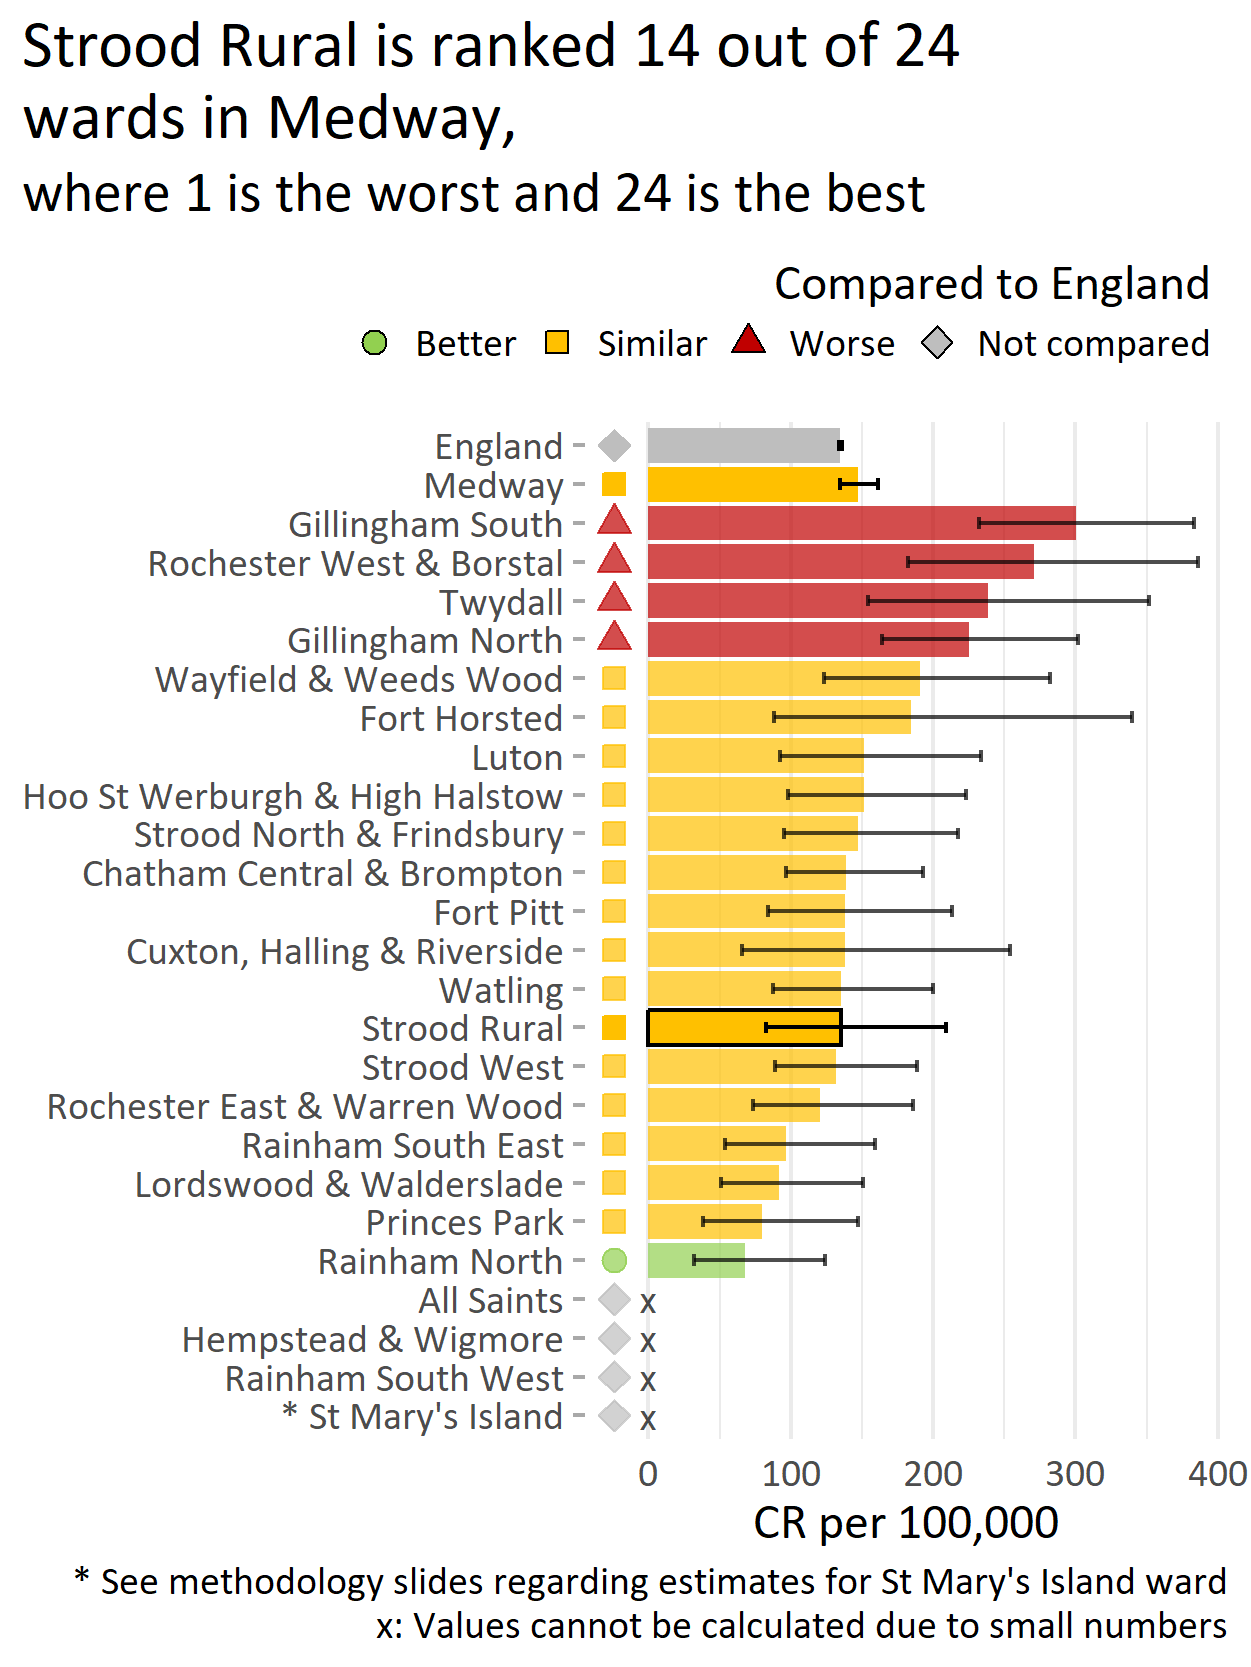 Strood Rural is ranked 14 out of 24
wards in Medway,
where 1 is the worst and 24 is the best
Compared to England
Better Similar Worse Not compared
England
Medway
Gillingham South
Rochester West & Borstal
Twydall
Gillingham North
Wayfield & Weeds Wood
Fort Horsted
Luton
Hoo St Werburgh & High Halstow
Strood North & Frindsbury
Chatham Central & Brompton
Fort Pitt
Cuxton, Halling & Riverside
Watling
Strood Rural
Strood West
Rochester East & Warren Wood
Rainham South East
Lordswood & Walderslade
Princes Park
Rainham North
All Saints x
Hempstead & Wigmore x
Rainham South West x
* St Mary's Island x
0 100 200 300 400
CR per 100,000
* See methodology slides regarding estimates for St Mary's Island ward
x: Values cannot be calculated due to small numbers